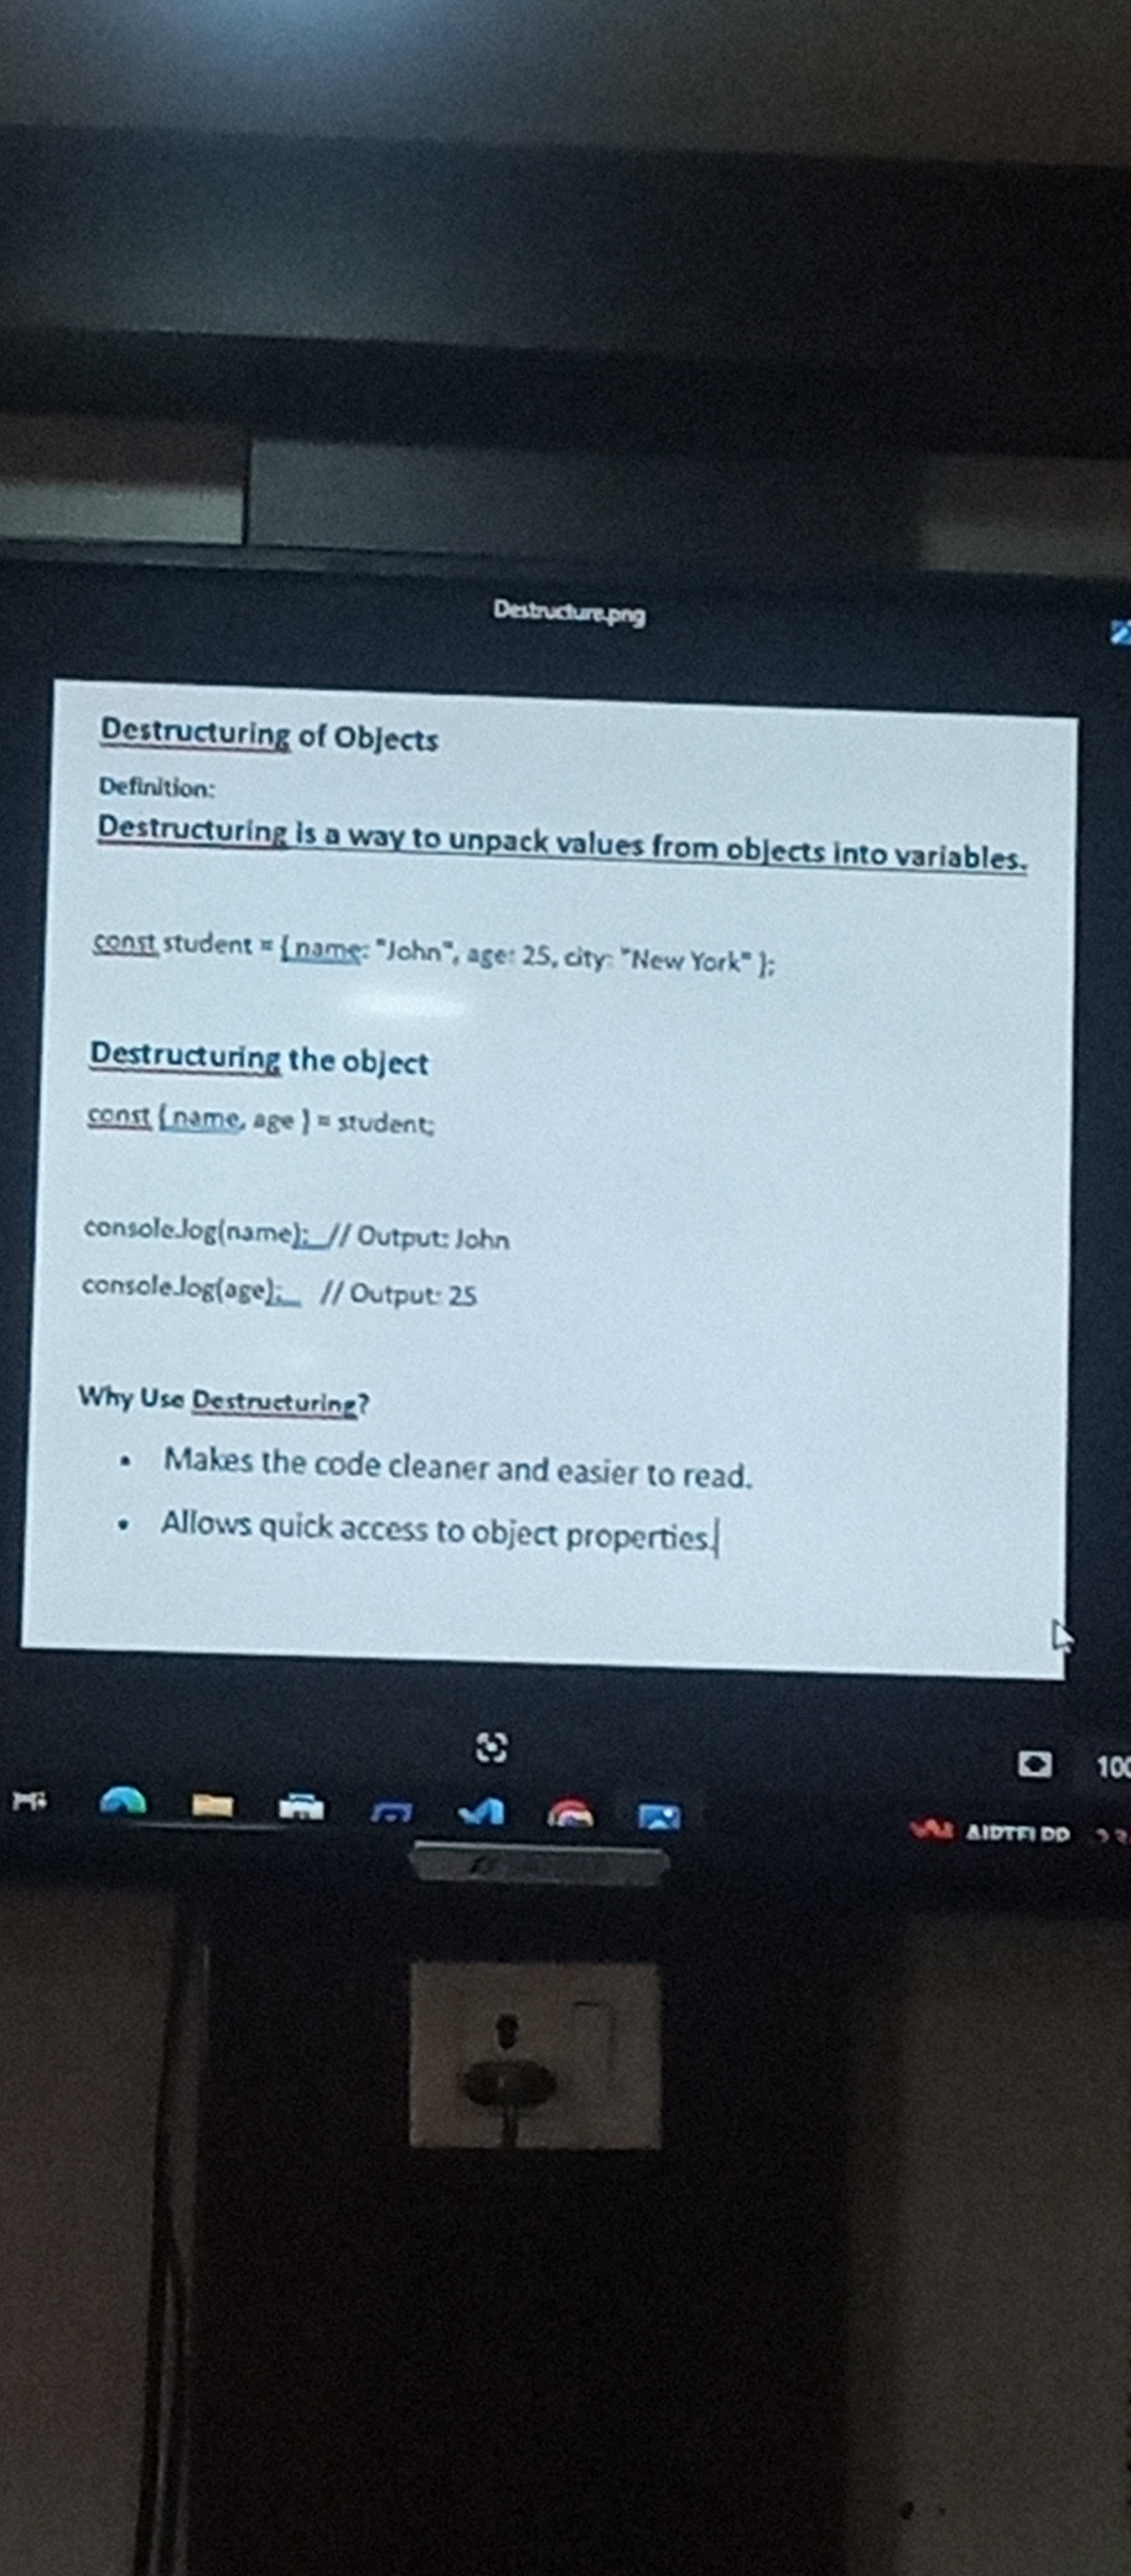 Destructure.png
Destructuring of Objects
Definition:
Destructuring is a way to unpack values from objects into variables.
const student = { name: "John", age: 25, city: "New York" };
Destructuring the object
const { name, age } = student;
console.log(name);  // Output: John
console.log(age);   // Output: 25
Why Use Destructuring?
• Makes the code cleaner and easier to read.
• Allows quick access to object properties.
100